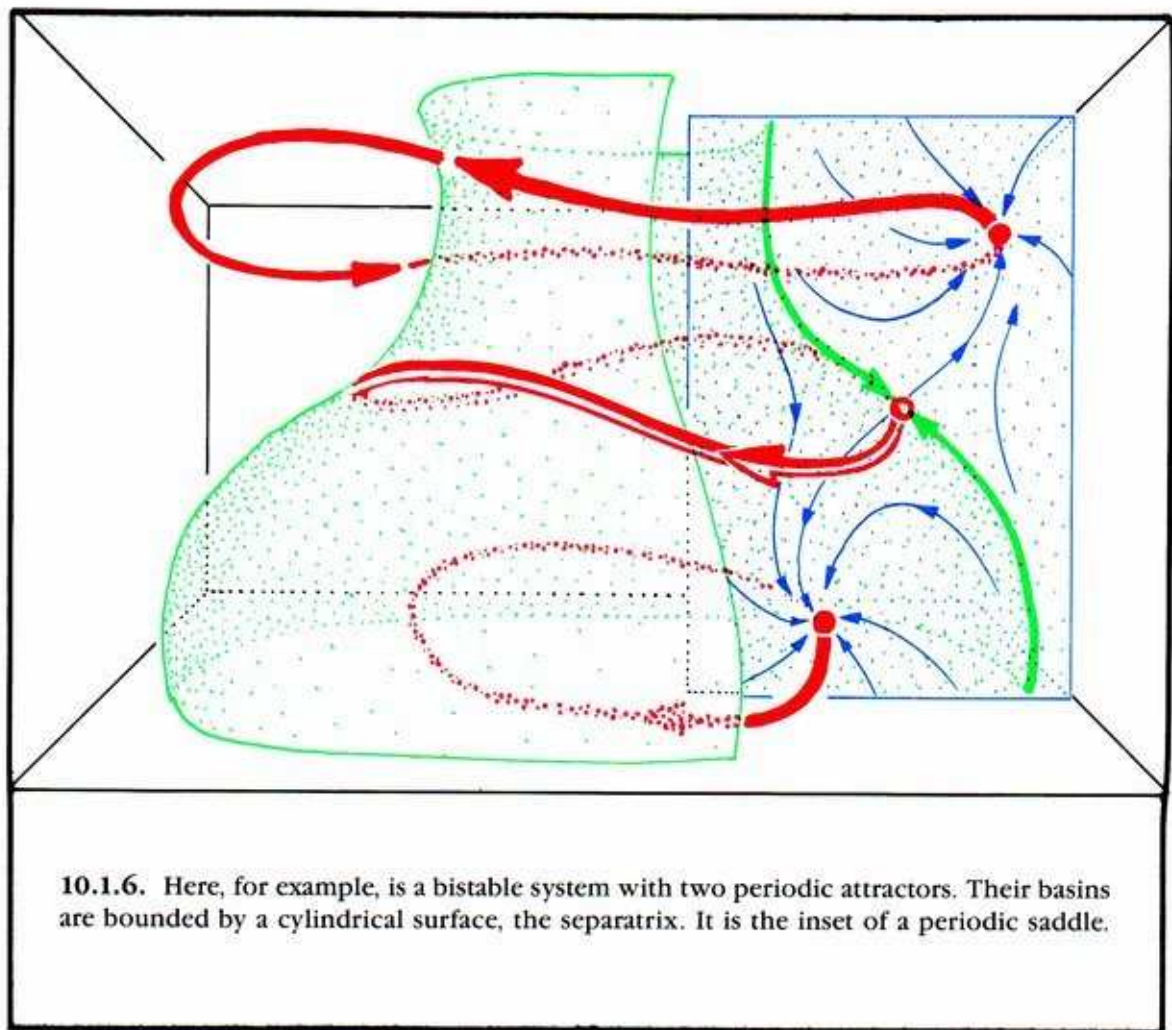 10.1.6. Here, for example, is a bistable system with two periodic attractors. Their basins
are bounded by a cylindrical surface, the separatrix. It is the inset of a periodic saddle.